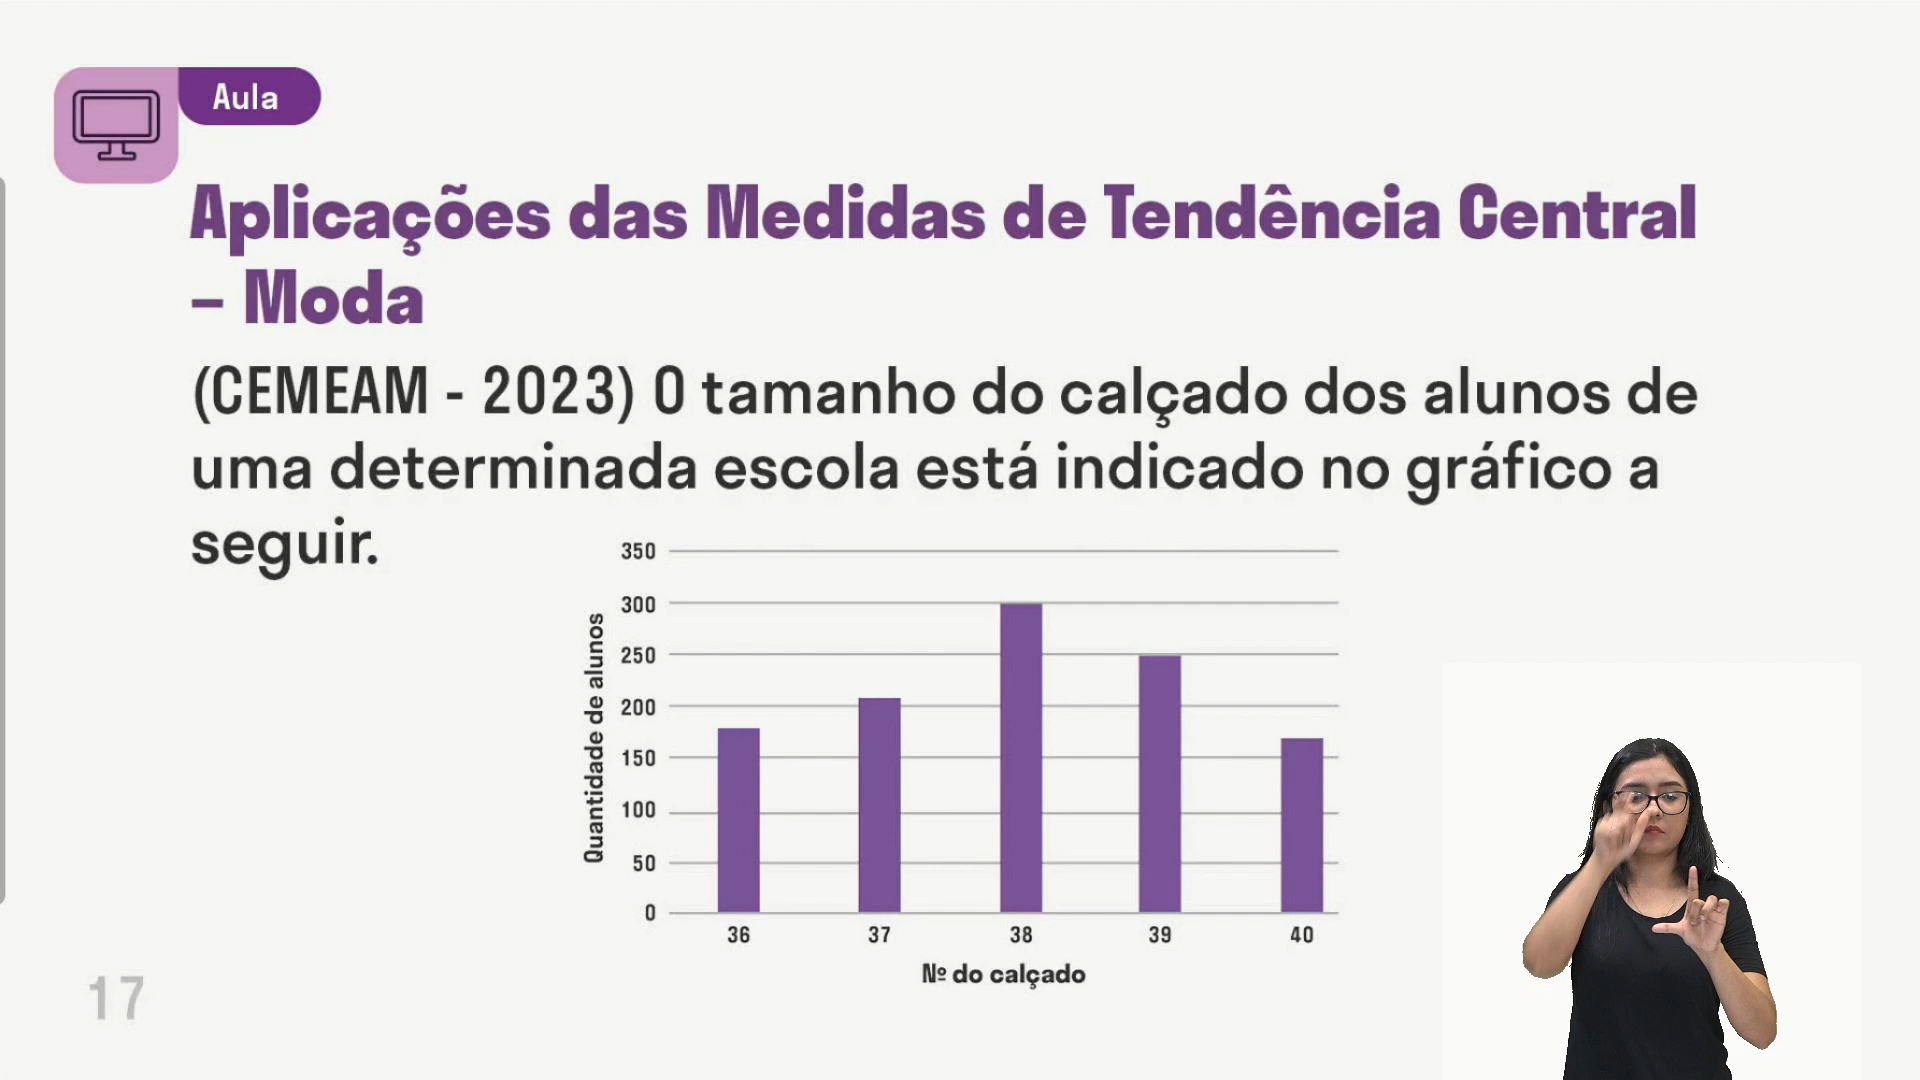 Aula
Aplicações das Medidas de Tendência Central
– Moda
(CEMEAM - 2023) O tamanho do calçado dos alunos de
uma determinada escola está indicado no gráfico a
seguir.
Quantidade de alunos
350
300
250
200
150
100
50
0
36 37 38 39 40
Nº do calçado
17